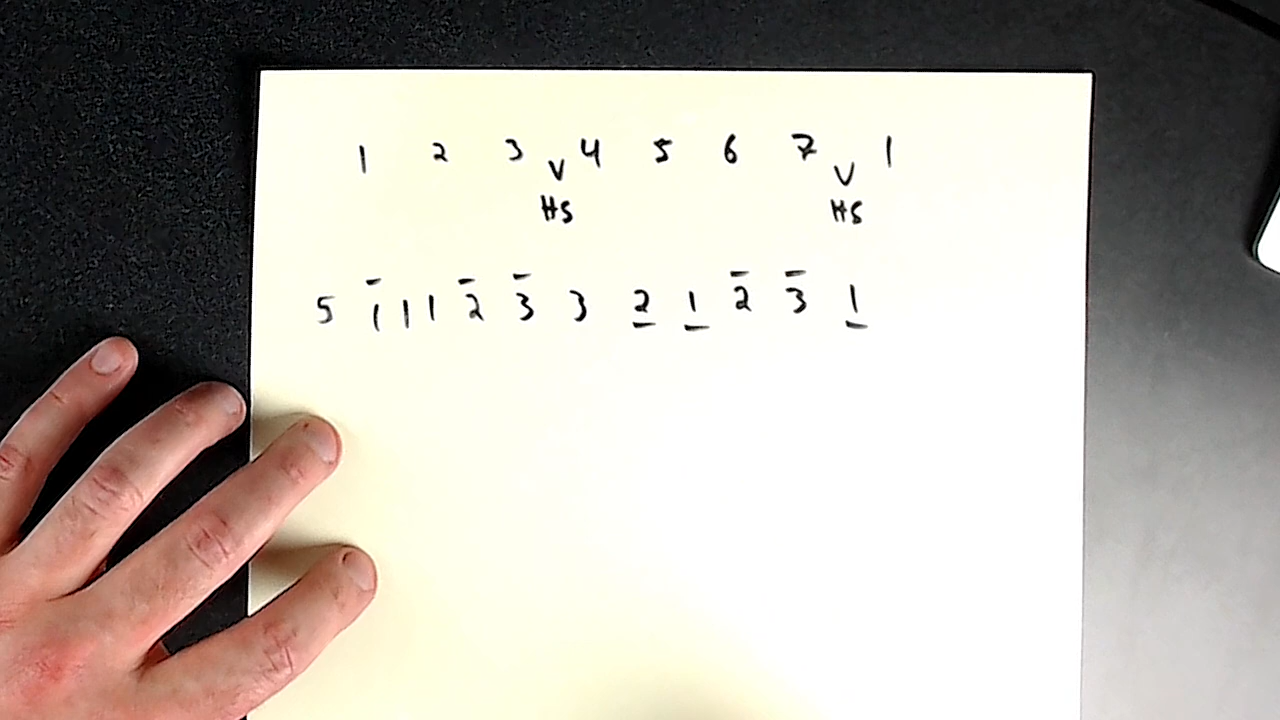 1 2 3 v 4 5 6 7 v 1
HS HS
5 1̅ 1 1 2̅ 3̅ 3 2̲ 1̲ 2̅ 3̅ 1̲